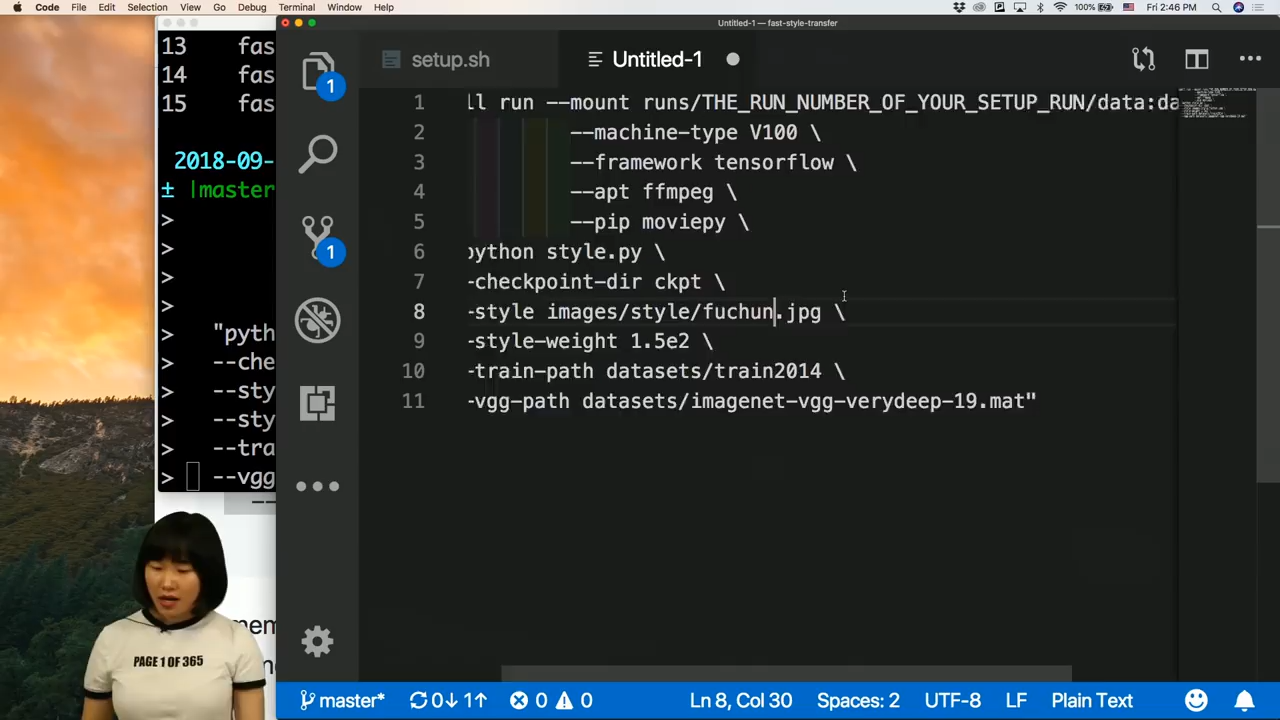 Code File Edit Selection View Go Debug Terminal Window Help 100% Fri 2:46 PM
Untitled-1 — fast-style-transfer
setup.sh Untitled-1
13 fas
14 fas
15 fas
2018-09-
± |master
>
>
>
>
> "pyth
> --che
> --sty
> --sty
> --tra
> --vgg
1
1
1 ll run --mount runs/THE_RUN_NUMBER_OF_YOUR_SETUP_RUN/data:da
2 --machine-type V100 \
3 --framework tensorflow \
4 --apt ffmpeg \
5 --pip moviepy \
6 python style.py \
7 -checkpoint-dir ckpt \
8 -style images/style/fuchun.jpg \
9 -style-weight 1.5e2 \
10 -train-path datasets/train2014 \
11 -vgg-path datasets/imagenet-vgg-verydeep-19.mat"
PAGE 1 OF 365
master* 0↓ 1↑ 0 0 Ln 8, Col 30 Spaces: 2 UTF-8 LF Plain Text